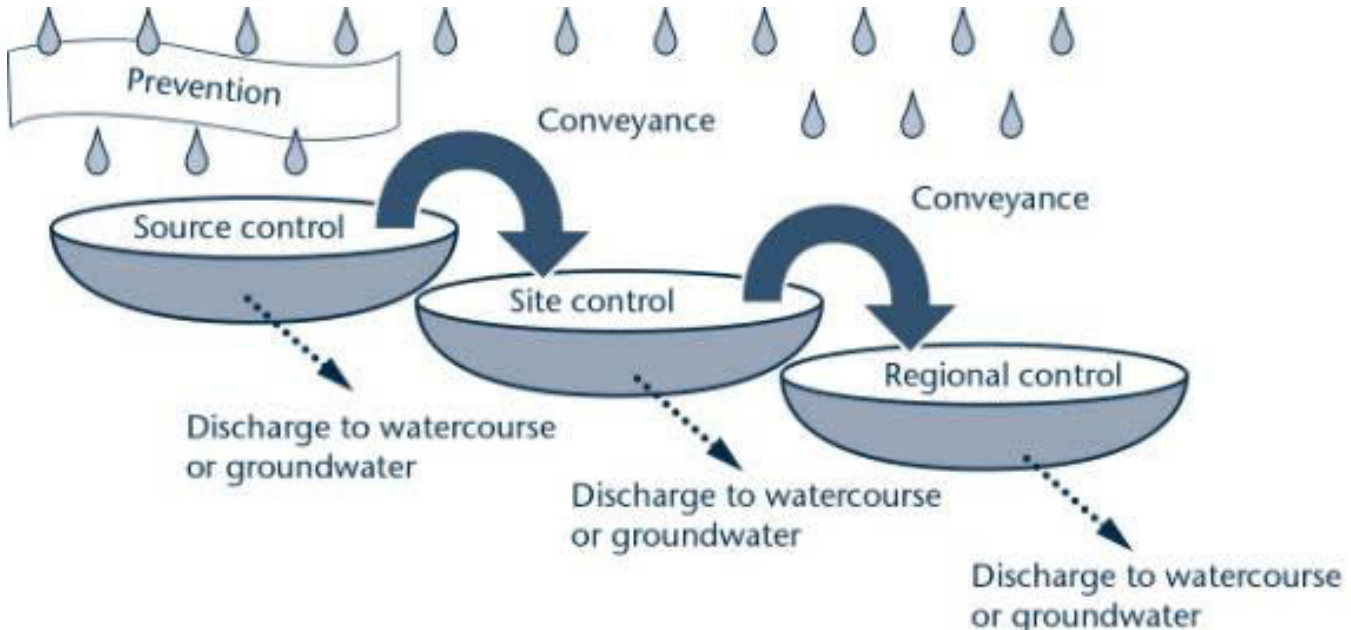 Prevention
Conveyance
Conveyance
Source control
Site control
Regional control
Discharge to watercourse
or groundwater
Discharge to watercourse
or groundwater
Discharge to watercourse
or groundwater